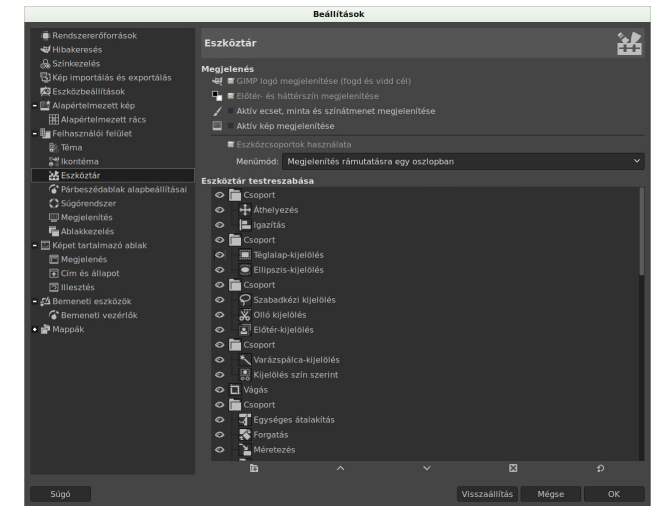 Beállítások
Rendszererőforrások
Hibakeresés
Színkezelés
Kép importálás és exportálás
Eszközbeállítások
Alapértelmezett kép
Alapértelmezett rács
Felhasználói felület
Téma
Ikontéma
Eszköztár
Párbeszédablak alapbeállításai
Súgórendszer
Megjelenítés
Ablakkezelés
Képet tartalmazó ablak
Megjelenés
Cím és állapot
Illesztés
Bemeneti eszközök
Bemeneti vezérlők
Mappák
Eszköztár
Megjelenés
GIMP logó megjelenítése (fogd és vidd cél)
Előtér- és háttérszín megjelenítése
Aktív ecset, minta és színátmenet megjelenítése
Aktív kép megjelenítése
Eszközcsoportok használata
Menümód: Megjelenítés rámutatásra egy oszlopban
Eszköztár testreszabása
Csoport
Áthelyezés
Igazítás
Csoport
Téglalap-kijelölés
Ellipszis-kijelölés
Csoport
Szabadkézi kijelölés
Olló kijelölés
Előtér-kijelölés
Csoport
Varázspálca-kijelölés
Kijelölés szín szerint
Vágás
Csoport
Egységes átalakítás
Forgatás
Méretezés
Súgó
Visszaállítás
Mégse
OK